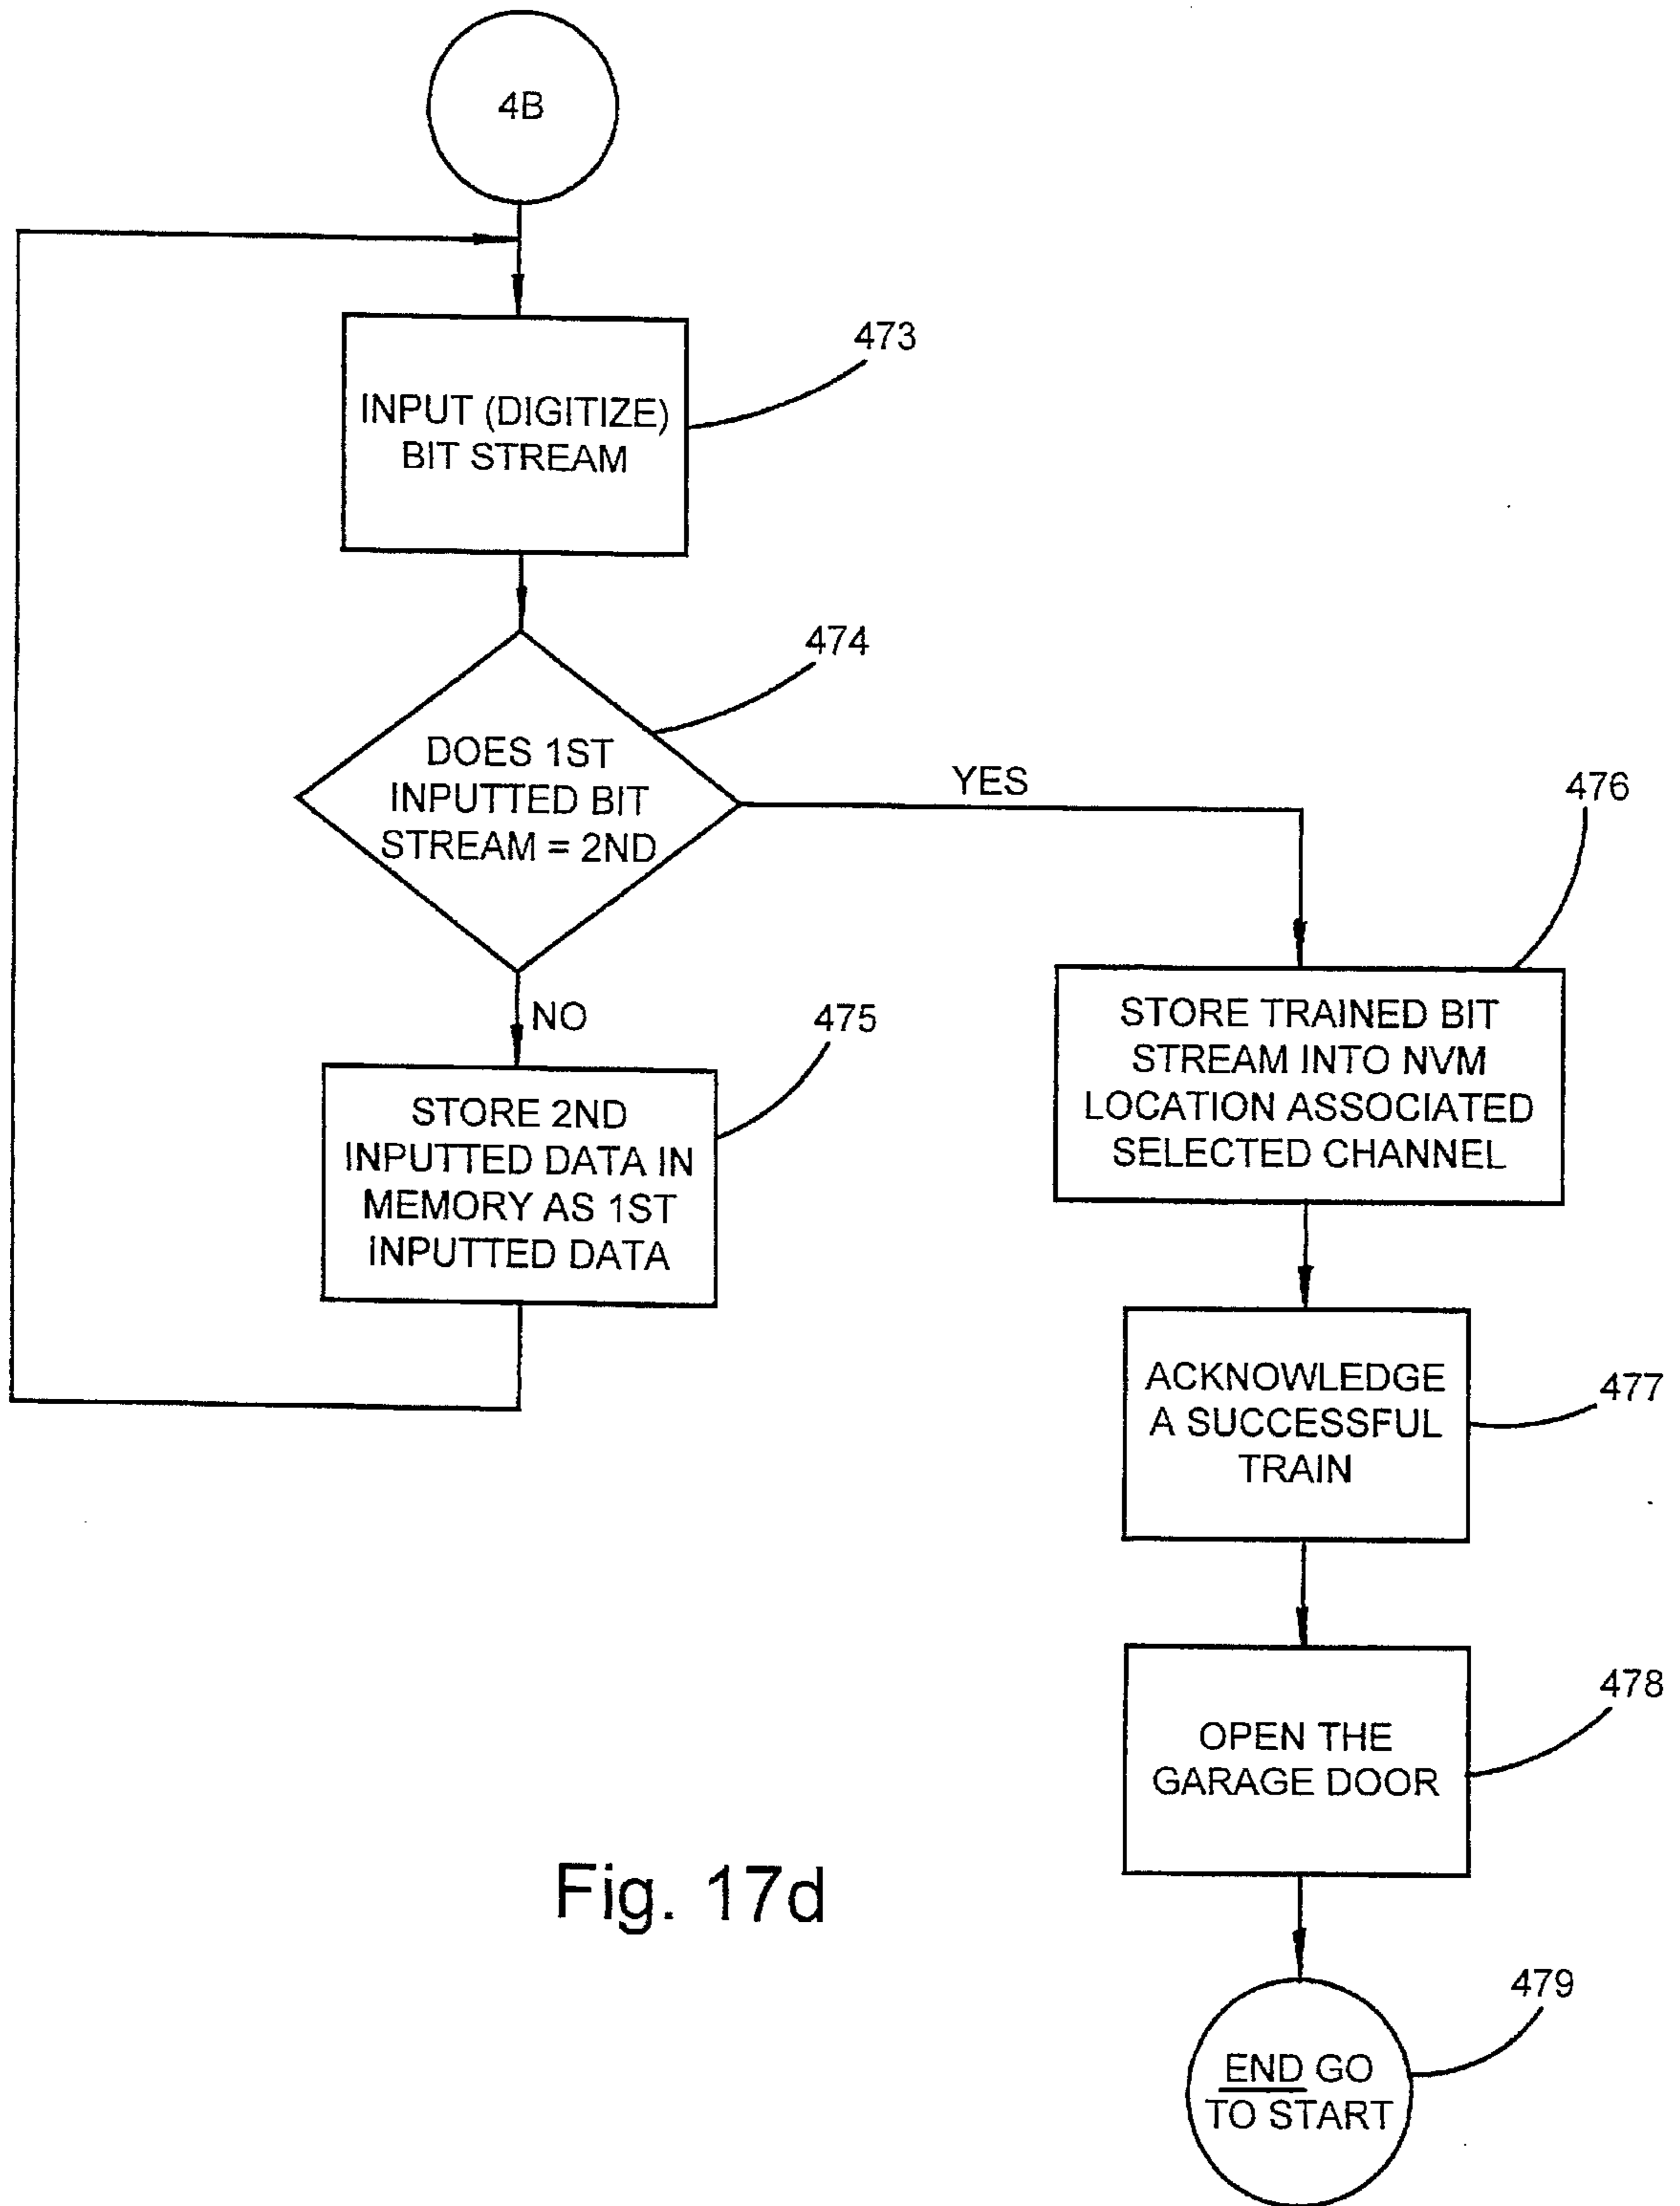 4B
473
INPUT (DIGITIZE)
BIT STREAM
474
DOES 1ST
INPUTTED BIT
STREAM = 2ND
YES
NO
475
STORE 2ND
INPUTTED DATA IN
MEMORY AS 1ST
INPUTTED DATA
476
STORE TRAINED BIT
STREAM INTO NVM
LOCATION ASSOCIATED
SELECTED CHANNEL
477
ACKNOWLEDGE
A SUCCESSFUL
TRAIN
478
OPEN THE
GARAGE DOOR
479
END GO
TO START
Fig. 17d